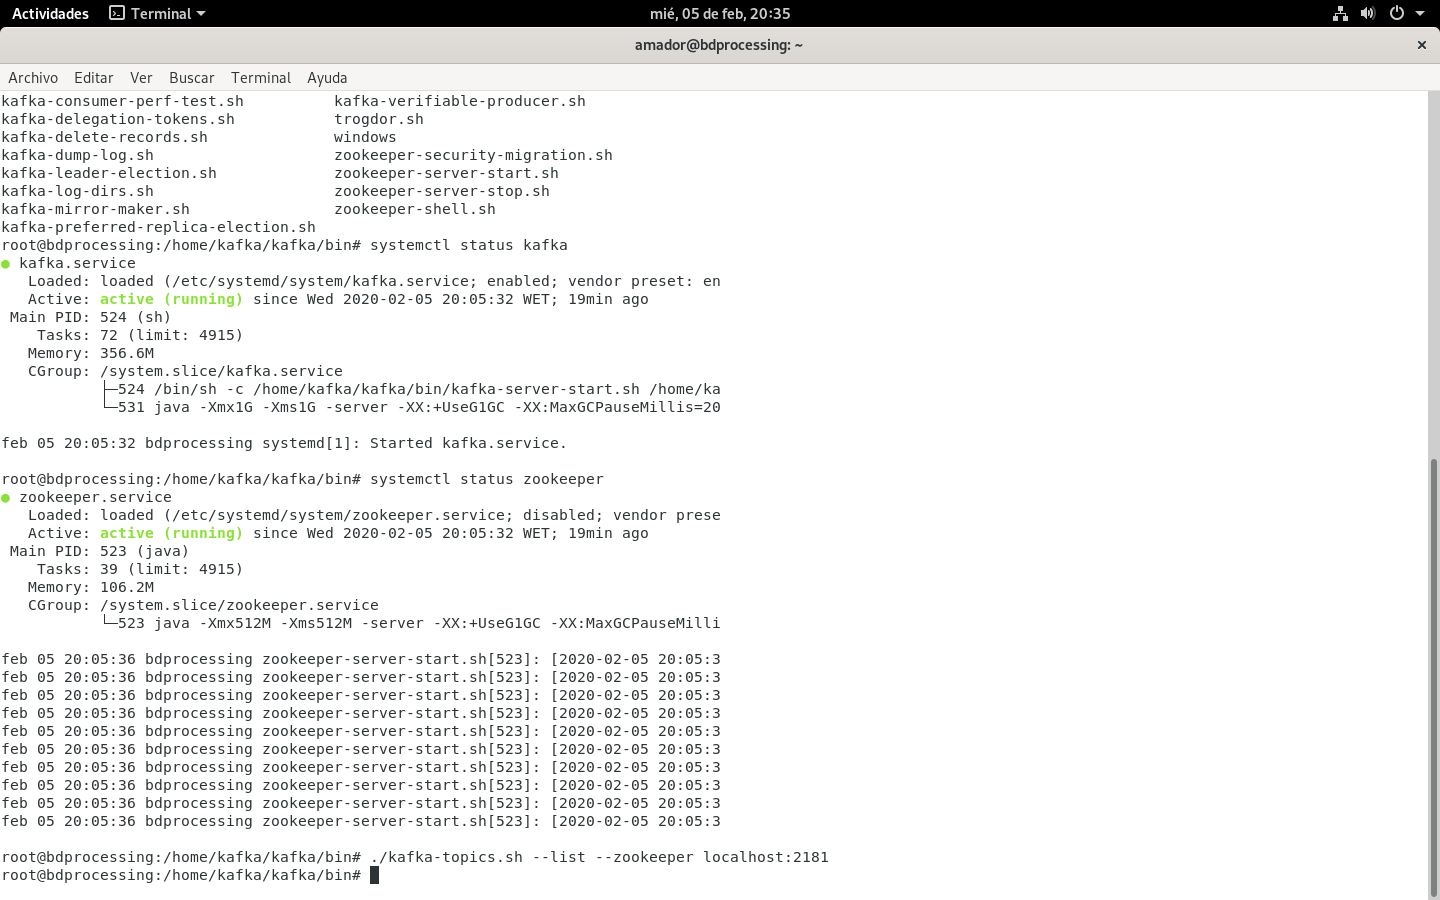 Actividades Terminal mié, 05 de feb, 20:35
amador@bdprocessing: ~ ×
Archivo Editar Ver Buscar Terminal Ayuda
kafka-consumer-perf-test.sh          kafka-verifiable-producer.sh
kafka-delegation-tokens.sh           trogdor.sh
kafka-delete-records.sh              windows
kafka-dump-log.sh                    zookeeper-security-migration.sh
kafka-leader-election.sh             zookeeper-server-start.sh
kafka-log-dirs.sh                    zookeeper-server-stop.sh
kafka-mirror-maker.sh                zookeeper-shell.sh
kafka-preferred-replica-election.sh
root@bdprocessing:/home/kafka/kafka/bin# systemctl status kafka
● kafka.service
   Loaded: loaded (/etc/systemd/system/kafka.service; enabled; vendor preset: en
   Active: active (running) since Wed 2020-02-05 20:05:32 WET; 19min ago
 Main PID: 524 (sh)
    Tasks: 72 (limit: 4915)
   Memory: 356.6M
   CGroup: /system.slice/kafka.service
           ├─524 /bin/sh -c /home/kafka/kafka/bin/kafka-server-start.sh /home/ka
           └─531 java -Xmx1G -Xms1G -server -XX:+UseG1GC -XX:MaxGCPauseMillis=20

feb 05 20:05:32 bdprocessing systemd[1]: Started kafka.service.

root@bdprocessing:/home/kafka/kafka/bin# systemctl status zookeeper
● zookeeper.service
   Loaded: loaded (/etc/systemd/system/zookeeper.service; disabled; vendor prese
   Active: active (running) since Wed 2020-02-05 20:05:32 WET; 19min ago
 Main PID: 523 (java)
    Tasks: 39 (limit: 4915)
   Memory: 106.2M
   CGroup: /system.slice/zookeeper.service
           └─523 java -Xmx512M -Xms512M -server -XX:+UseG1GC -XX:MaxGCPauseMilli

feb 05 20:05:36 bdprocessing zookeeper-server-start.sh[523]: [2020-02-05 20:05:3
feb 05 20:05:36 bdprocessing zookeeper-server-start.sh[523]: [2020-02-05 20:05:3
feb 05 20:05:36 bdprocessing zookeeper-server-start.sh[523]: [2020-02-05 20:05:3
feb 05 20:05:36 bdprocessing zookeeper-server-start.sh[523]: [2020-02-05 20:05:3
feb 05 20:05:36 bdprocessing zookeeper-server-start.sh[523]: [2020-02-05 20:05:3
feb 05 20:05:36 bdprocessing zookeeper-server-start.sh[523]: [2020-02-05 20:05:3
feb 05 20:05:36 bdprocessing zookeeper-server-start.sh[523]: [2020-02-05 20:05:3
feb 05 20:05:36 bdprocessing zookeeper-server-start.sh[523]: [2020-02-05 20:05:3
feb 05 20:05:36 bdprocessing zookeeper-server-start.sh[523]: [2020-02-05 20:05:3
feb 05 20:05:36 bdprocessing zookeeper-server-start.sh[523]: [2020-02-05 20:05:3

root@bdprocessing:/home/kafka/kafka/bin# ./kafka-topics.sh --list --zookeeper localhost:2181
root@bdprocessing:/home/kafka/kafka/bin#